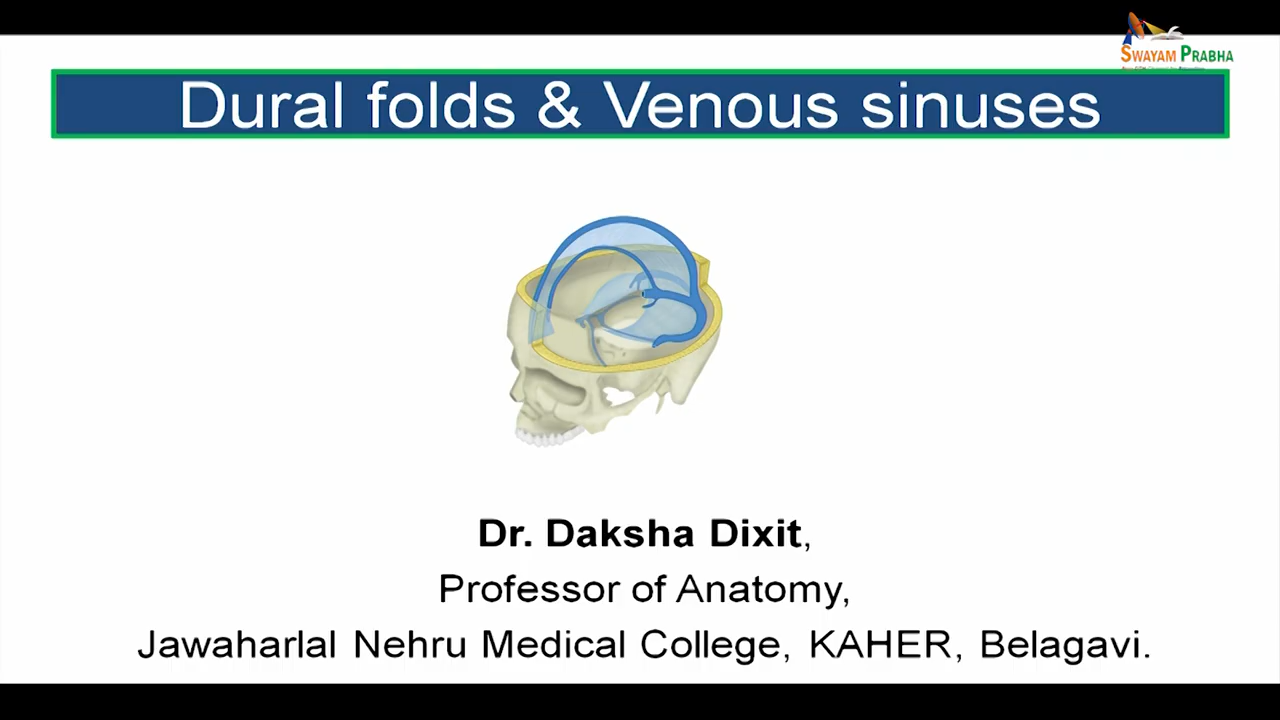 SWAYAM PRABHA
Dural folds & Venous sinuses
Dr. Daksha Dixit,
Professor of Anatomy,
Jawaharlal Nehru Medical College, KAHER, Belagavi.